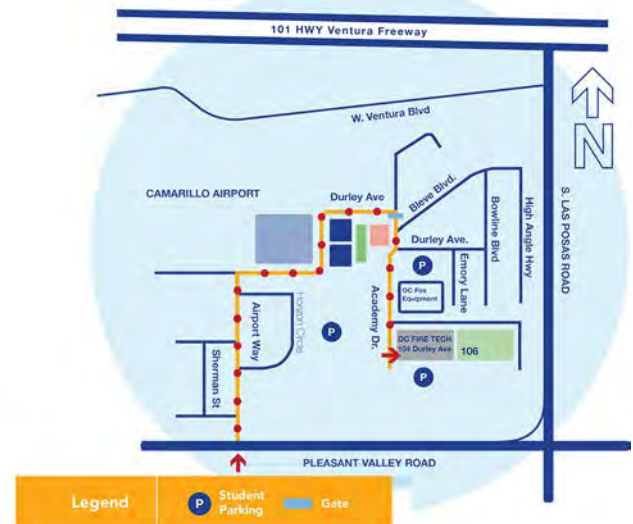 101 HWY Ventura Freeway
W. Ventura Blvd
N
CAMARILLO AIRPORT
Durley Ave
Bleve Blvd.
Durley Ave.
Bowline Blvd
High Angle Hwy
S. LAS POSAS ROAD
P
Emory Lane
OC Fire
Equipment
Academy Dr.
Horizon Circle
Airport Way
P
Sherman St
OC FIRE TECH
104 Durley Ave
106
P
PLEASANT VALLEY ROAD
Legend
P
Student
Parking
Gate